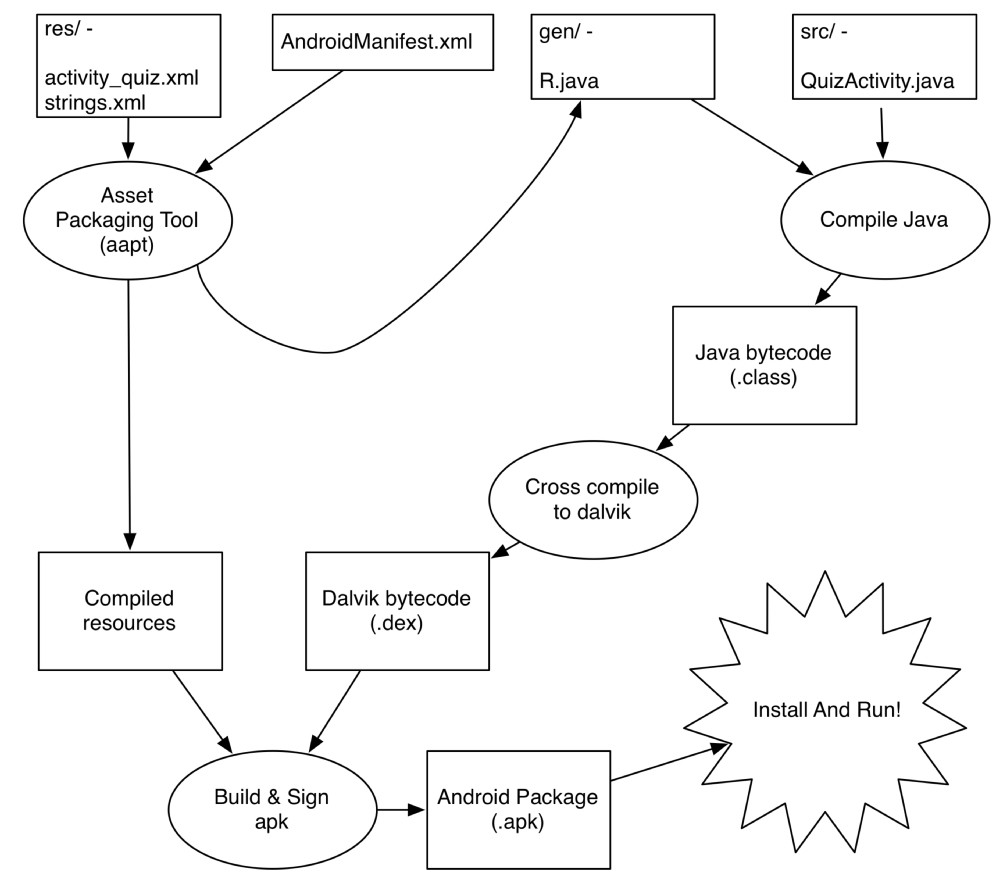 res/ -
activity_quiz.xml
strings.xml
AndroidManifest.xml
gen/ -
R.java
src/ -
QuizActivity.java
Asset
Packaging Tool
(aapt)
Compile Java
Java bytecode
(.class)
Cross compile
to dalvik
Compiled
resources
Dalvik bytecode
(.dex)
Install And Run!
Build & Sign
apk
Android Package
(.apk)